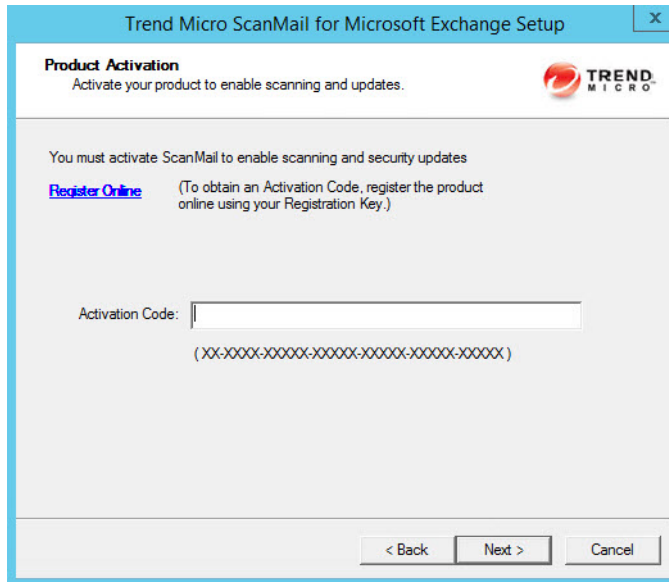 Trend Micro ScanMail for Microsoft Exchange Setup
x
Product Activation
Activate your product to enable scanning and updates.
TREND
MICRO
You must activate ScanMail to enable scanning and security updates
Register Online
(To obtain an Activation Code, register the product
online using your Registration Key.)
Activation Code:
( XX-XXXX-XXXXX-XXXXX-XXXXX-XXXXX-XXXXX )
< Back
Next >
Cancel